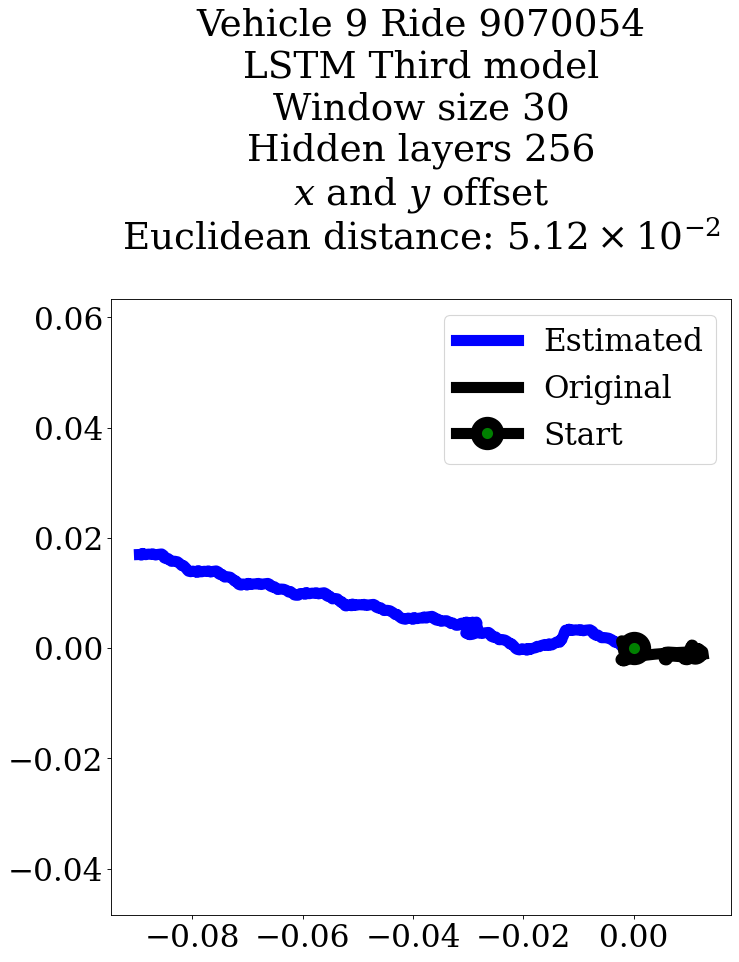 Vehicle 9 Ride 9070054
LSTM Third model
Window size 30
Hidden layers 256
x and y offset
Euclidean distance: 5.12 × 10⁻²
Estimated
Original
Start
0.06
0.04
0.02
0.00
−0.02
−0.04
−0.08 −0.06 −0.04 −0.02 0.00